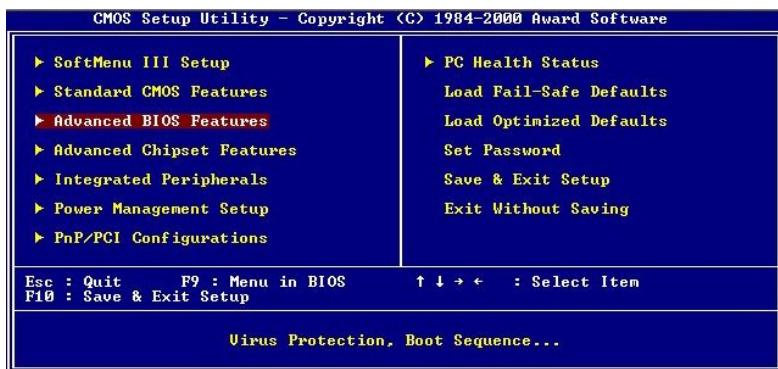 CMOS Setup Utility - Copyright (C) 1984-2000 Award Software
► SoftMenu III Setup
► Standard CMOS Features
► Advanced BIOS Features
► Advanced Chipset Features
► Integrated Peripherals
► Power Management Setup
► PnP/PCI Configurations
► PC Health Status
Load Fail-Safe Defaults
Load Optimized Defaults
Set Password
Save & Exit Setup
Exit Without Saving
Esc : Quit F9 : Menu in BIOS ↑ ↓ → ← : Select Item
F10 : Save & Exit Setup
Virus Protection, Boot Sequence...